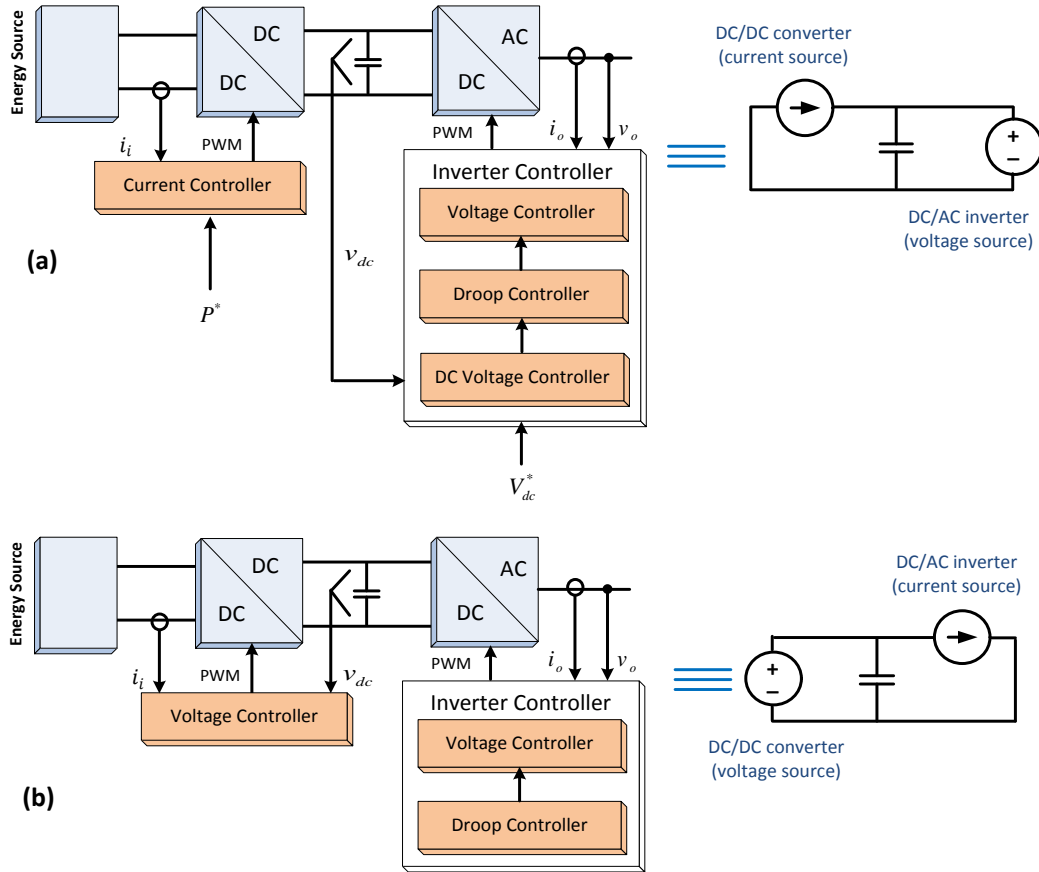 Energy Source
DC
DC
AC
DC
DC/DC converter
(current source)
i_i
PWM
PWM
i_o
v_o
+
−
Current Controller
Inverter Controller
Voltage Controller
DC/AC inverter
(voltage source)
(a)
v_dc
Droop Controller
P*
DC Voltage Controller
V*_dc
Energy Source
DC
DC
AC
DC
DC/AC inverter
(current source)
i_i
PWM
v_dc
PWM
i_o
v_o
+
−
Voltage Controller
Inverter Controller
Voltage Controller
DC/DC converter
(voltage source)
(b)
Droop Controller